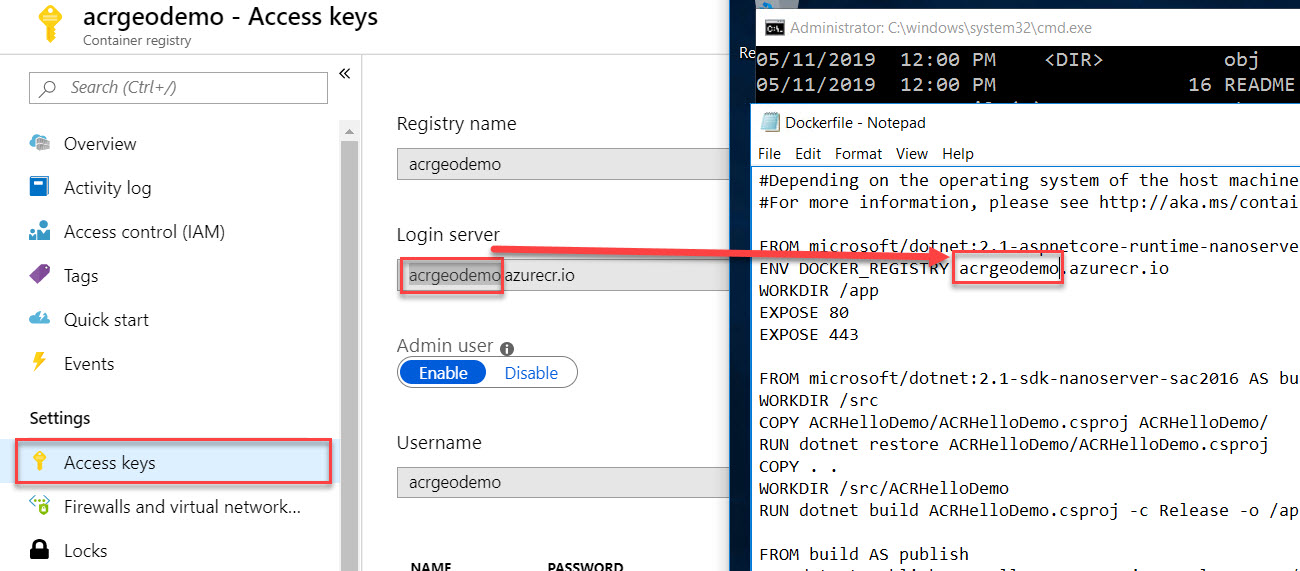 acrgeodemo - Access keys
Container registry
Search (Ctrl+/)
Overview
Activity log
Access control (IAM)
Tags
Quick start
Events
Settings
Access keys
Firewalls and virtual network...
Locks
Registry name
acrgeodemo
Login server
acrgeodemo.azurecr.io
Admin user
Enable Disable
Username
acrgeodemo
NAME PASSWORD
Re
Administrator: C:\windows\system32\cmd.exe
05/11/2019 12:00 PM <DIR> obj
05/11/2019 12:00 PM 16 README
Dockerfile - Notepad
File Edit Format View Help
#Depending on the operating system of the host machine
#For more information, please see http://aka.ms/contai
FROM microsoft/dotnet:2.1-aspnetcore-runtime-nanoserve
ENV DOCKER_REGISTRY acrgeodemo.azurecr.io
WORKDIR /app
EXPOSE 80
EXPOSE 443
FROM microsoft/dotnet:2.1-sdk-nanoserver-sac2016 AS bu
WORKDIR /src
COPY ACRHelloDemo/ACRHelloDemo.csproj ACRHelloDemo/
RUN dotnet restore ACRHelloDemo/ACRHelloDemo.csproj
COPY . .
WORKDIR /src/ACRHelloDemo
RUN dotnet build ACRHelloDemo.csproj -c Release -o /ap
FROM build AS publish